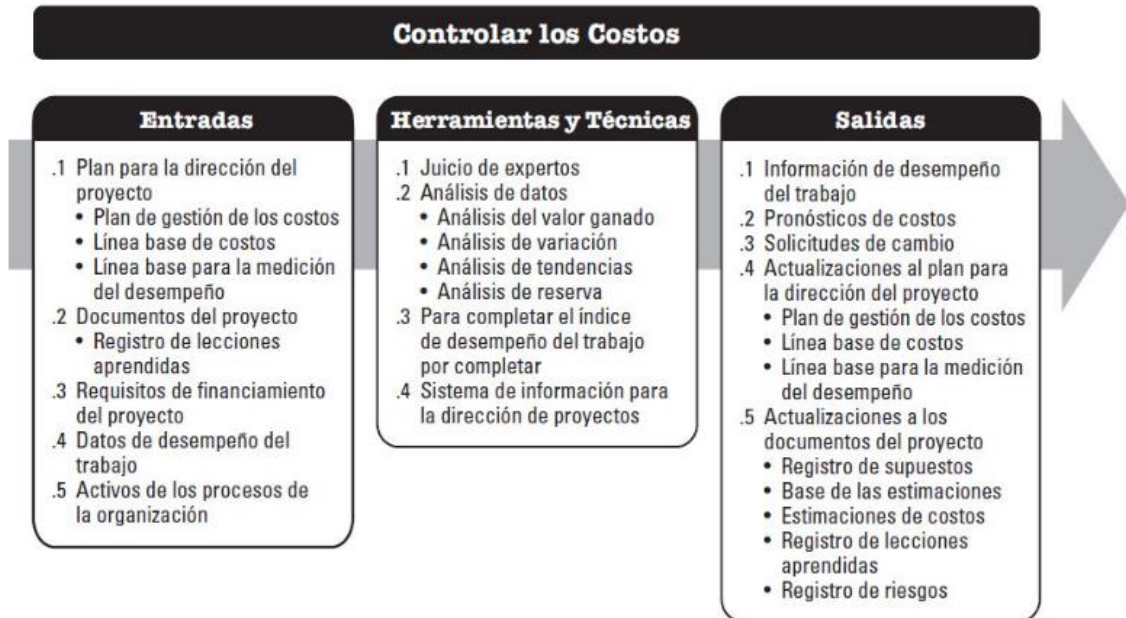 Controlar los Costos
Entradas
.1 Plan para la dirección del
proyecto
• Plan de gestión de los costos
• Línea base de costos
• Línea base para la medición
del desempeño
.2 Documentos del proyecto
• Registro de lecciones
aprendidas
.3 Requisitos de financiamiento
del proyecto
.4 Datos de desempeño del
trabajo
.5 Activos de los procesos de
la organización
Herramientas y Técnicas
.1 Juicio de expertos
.2 Análisis de datos
• Análisis del valor ganado
• Análisis de variación
• Análisis de tendencias
• Análisis de reserva
.3 Para completar el índice
de desempeño del trabajo
por completar
.4 Sistema de información para
la dirección de proyectos
Salidas
.1 Información de desempeño
del trabajo
.2 Pronósticos de costos
.3 Solicitudes de cambio
.4 Actualizaciones al plan para
la dirección del proyecto
• Plan de gestión de los costos
• Línea base de costos
• Línea base para la medición
del desempeño
.5 Actualizaciones a los
documentos del proyecto
• Registro de supuestos
• Base de las estimaciones
• Estimaciones de costos
• Registro de lecciones
aprendidas
• Registro de riesgos